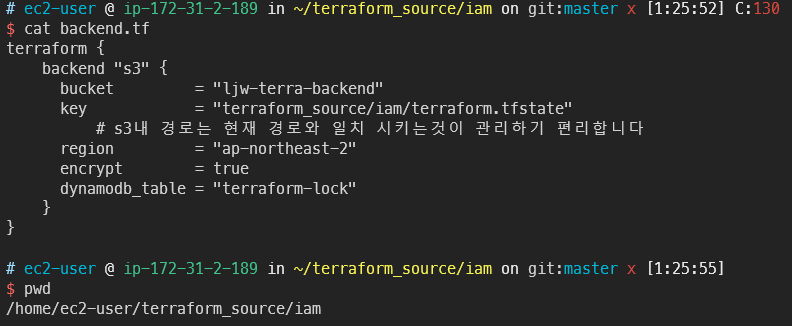 # ec2-user @ ip-172-31-2-189 in ~/terraform_source/iam on git:master x [1:25:52] C:130
$ cat backend.tf
terraform {
    backend "s3" {
      bucket         = "ljw-terra-backend"
      key            = "terraform_source/iam/terraform.tfstate"
          # s3내 경로는 현재 경로와 일치 시키는것이 관리하기 편리합니다
      region         = "ap-northeast-2"
      encrypt        = true
      dynamodb_table = "terraform-lock"
    }
}
# ec2-user @ ip-172-31-2-189 in ~/terraform_source/iam on git:master x [1:25:55]
$ pwd
/home/ec2-user/terraform_source/iam